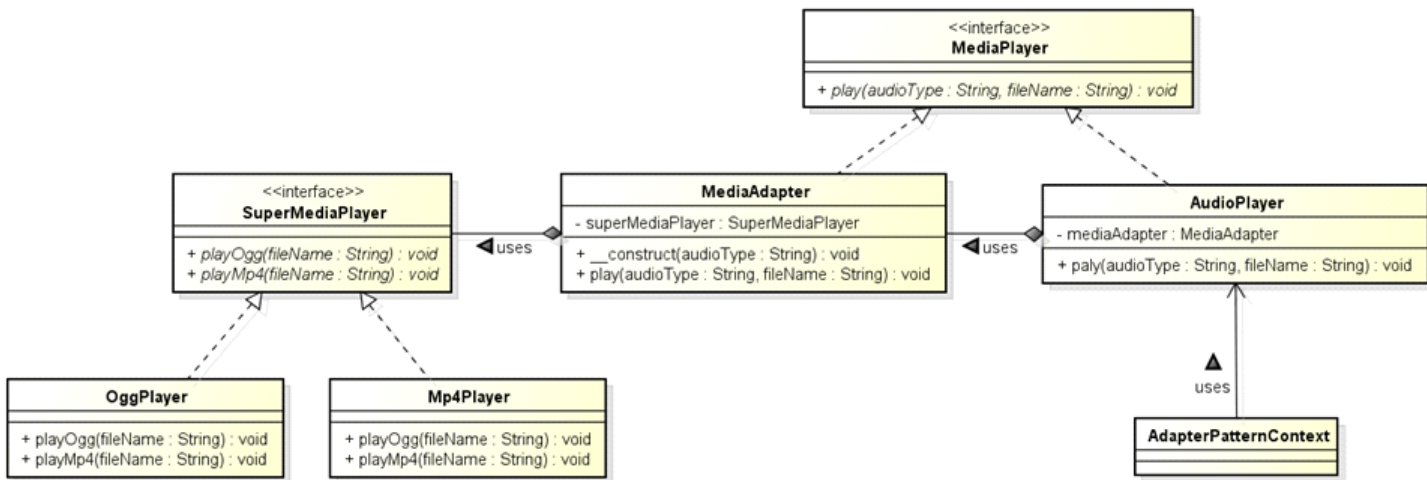 <<interface>>
MediaPlayer
+ play(audioType : String, fileName : String) : void
<<interface>>
SuperMediaPlayer
+ playOgg(fileName : String) : void
+ playMp4(fileName : String) : void
uses
MediaAdapter
- superMediaPlayer : SuperMediaPlayer
+ __construct(audioType : String) : void
+ play(audioType : String, fileName : String) : void
uses
AudioPlayer
- mediaAdapter : MediaAdapter
+ paly(audioType : String, fileName : String) : void
uses
OggPlayer
+ playOgg(fileName : String) : void
+ playMp4(fileName : String) : void
Mp4Player
+ playOgg(fileName : String) : void
+ playMp4(fileName : String) : void
AdapterPatternContext